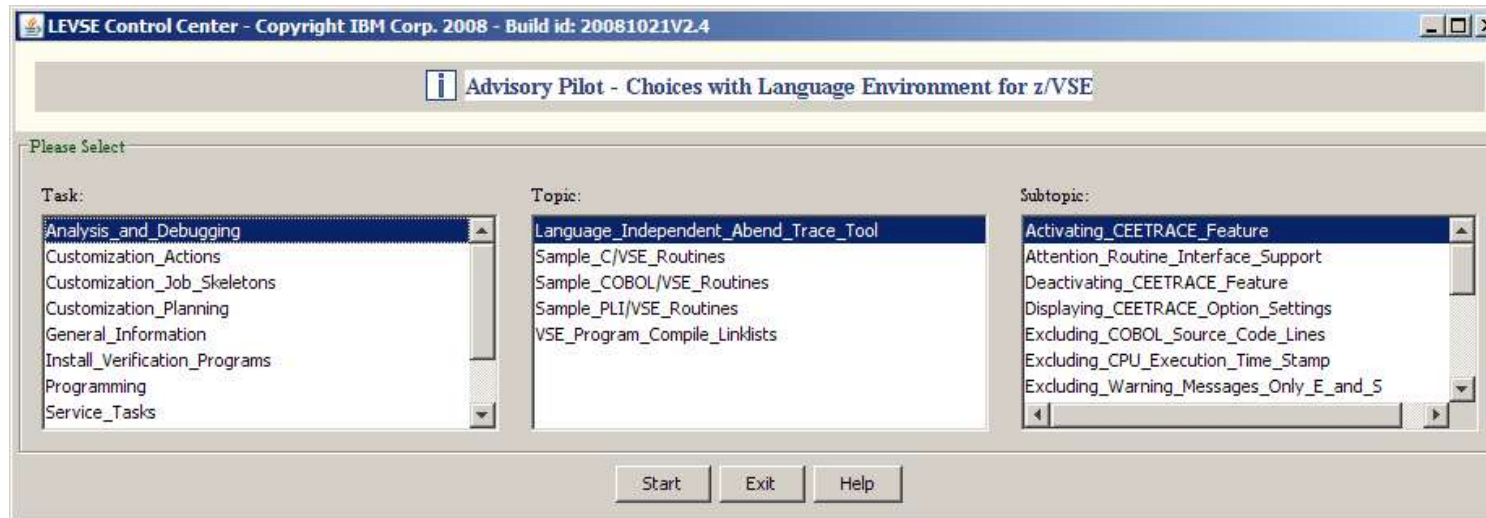 LEVSE Control Center - Copyright IBM Corp. 2008 - Build id: 20081021V2.4
i Advisory Pilot - Choices with Language Environment for z/VSE
Please Select
Task:
Analysis_and_Debugging
Customization_Actions
Customization_Job_Skeletons
Customization_Planning
General_Information
Install_Verification_Programs
Programming
Service_Tasks
Topic:
Language_Independent_Abend_Trace_Tool
Sample_C/VSE_Routines
Sample_COBOL/VSE_Routines
Sample_PLI/VSE_Routines
VSE_Program_Compile_Linklists
Subtopic:
Activating_CEETRACE_Feature
Attention_Routine_Interface_Support
Deactivating_CEETRACE_Feature
Displaying_CEETRACE_Option_Settings
Excluding_COBOL_Source_Code_Lines
Excluding_CPU_Execution_Time_Stamp
Excluding_Warning_Messages_Only_E_and_S
Start Exit Help